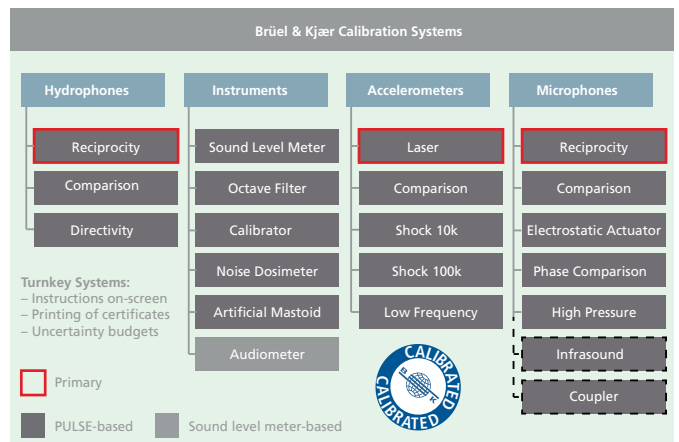 Brüel & Kjær Calibration Systems
Hydrophones
Reciprocity
Comparison
Directivity
Instruments
Sound Level Meter
Octave Filter
Calibrator
Noise Dosimeter
Artificial Mastoid
Audiometer
Accelerometers
Laser
Comparison
Shock 10k
Shock 100k
Low Frequency
Microphones
Reciprocity
Comparison
Electrostatic Actuator
Phase Comparison
High Pressure
Infrasound
Coupler
Turnkey Systems:
– Instructions on-screen
– Printing of certificates
– Uncertainty budgets
Primary
PULSE-based
Sound level meter-based
CALIBRATED
CALIBRATED